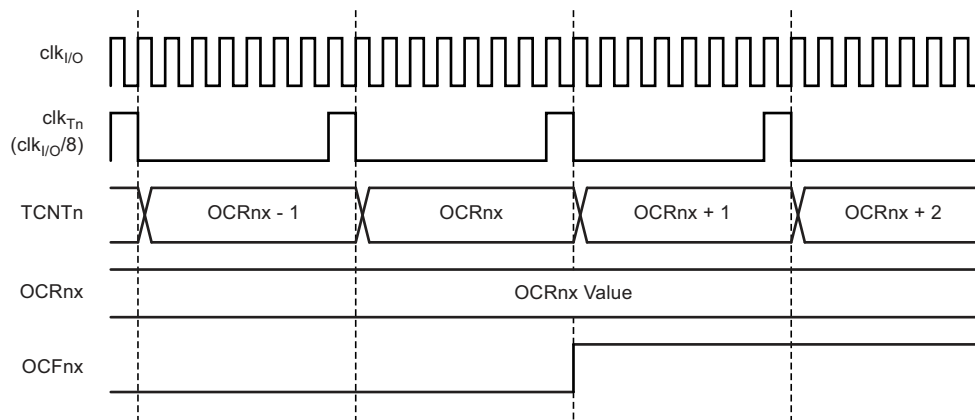 clkI/O
clkTn
(clkI/O/8)
TCNTn
OCRnx - 1
OCRnx
OCRnx + 1
OCRnx + 2
OCRnx
OCRnx Value
OCFnx